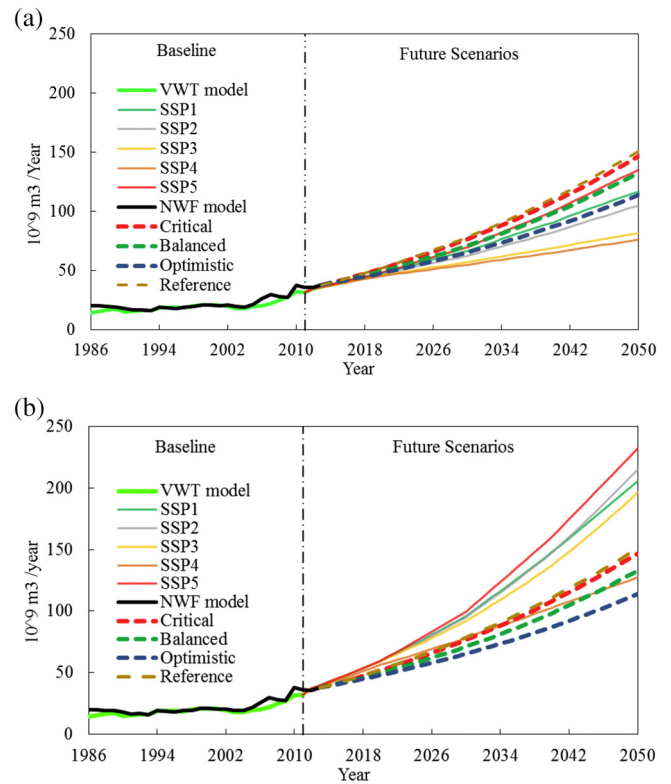 (a)
250
200
150
100
50
0
10^9 m3 /Year
Baseline
Future Scenarios
VWT model
SSP1
SSP2
SSP3
SSP4
SSP5
NWF model
Critical
Balanced
Optimistic
Reference
1986 1994 2002 2010 2018 2026 2034 2042 2050
Year
(b)
250
200
150
100
50
0
10^9 m3 /year
Baseline
Future Scenarios
VWT model
SSP1
SSP2
SSP3
SSP4
SSP5
NWF model
Critical
Balanced
Optimistic
Reference
1986 1994 2002 2010 2018 2026 2034 2042 2050
Year